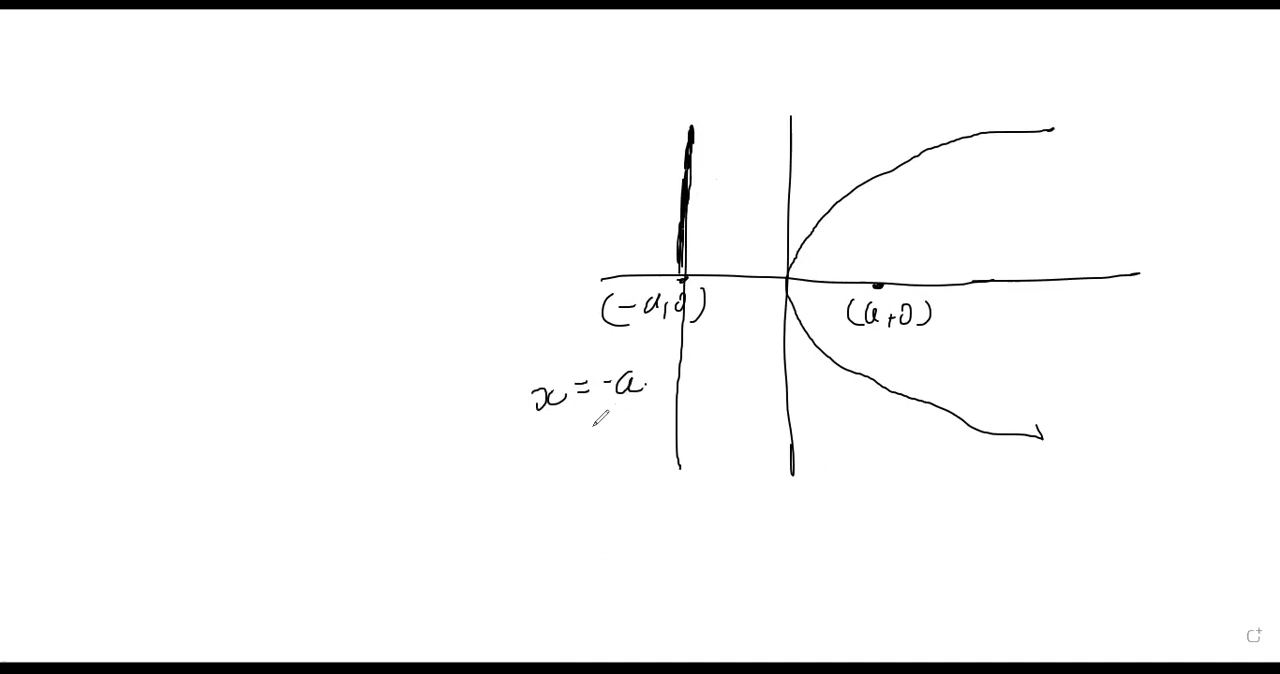 (-a,0)
(a,0)
x = -a.